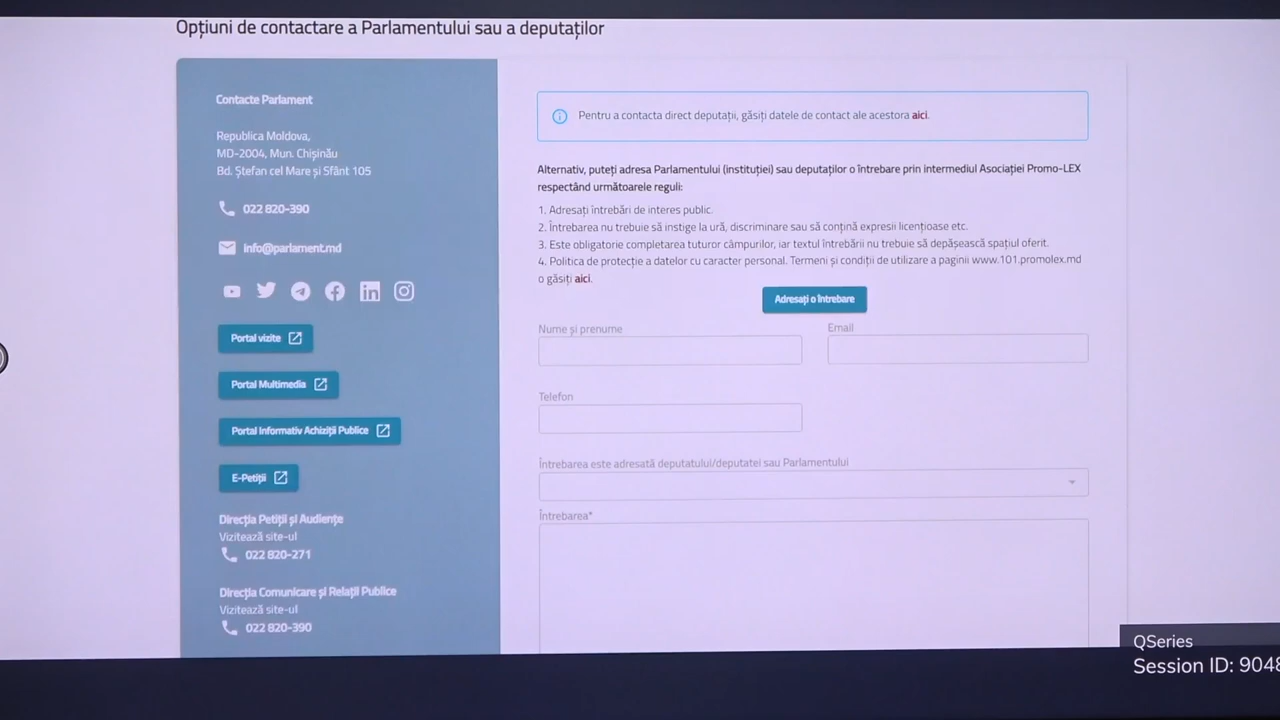 Opțiuni de contactare a Parlamentului sau a deputaților
Contacte Parlament
Republica Moldova,
MD-2004, Mun. Chișinău
Bd. Ștefan cel Mare și Sfânt 105
022 820-390
info@parlament.md
Portal vizite
Portal Multimedia
Portal Informativ Achiziții Publice
E-Petiții
Direcția Petiții și Audiențe
Vizitează site-ul
022 820-271
Direcția Comunicare și Relații Publice
Vizitează site-ul
022 820-390
Pentru a contacta direct deputații, găsiți datele de contact ale acestora aici.
Alternativ, puteți adresa Parlamentului (instituției) sau deputaților o întrebare prin intermediul Asociației Promo-LEX
respectând următoarele reguli:
1. Adresați întrebări de interes public.
2. Întrebarea nu trebuie să instige la ură, discriminare sau să conțină expresii licențioase etc.
3. Este obligatorie completarea tuturor câmpurilor, iar textul întrebării nu trebuie să depășească spațiul oferit.
4. Politica de protecție a datelor cu caracter personal. Termeni și condiții de utilizare a paginii www.101.promolex.md
o găsiți aici.
Adresați o întrebare
Nume și prenume
Email
Telefon
Întrebarea este adresată deputatului/deputatei sau Parlamentului
Întrebarea*
QSeries
Session ID: 9048